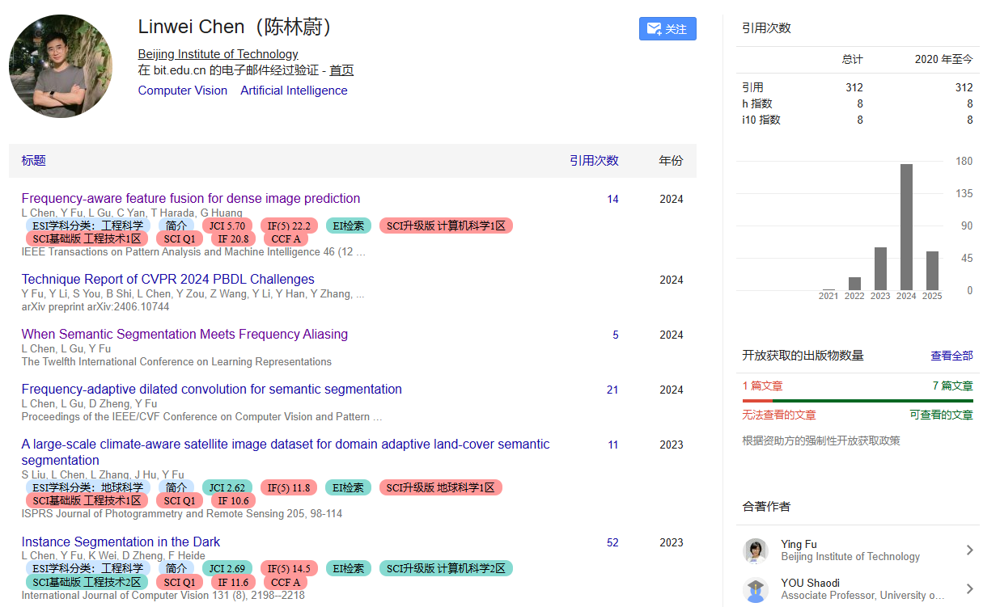 Linwei Chen（陈林蔚）
关注
Beijing Institute of Technology
在 bit.edu.cn 的电子邮件经过验证 - 首页
Computer Vision Artificial Intelligence
标题 引用次数 年份
Frequency-aware feature fusion for dense image prediction 14 2024
L Chen, Y Fu, L Gu, C Yan, T Harada, G Huang
ESI学科分类：工程科学 简介 JCI 5.70 IF(5) 22.2 EI检索 SCI升级版 计算机科学1区
SCI基础版 工程技术1区 SCI Q1 IF 20.8 CCF A
IEEE Transactions on Pattern Analysis and Machine Intelligence 46 (12 ...
Technique Report of CVPR 2024 PBDL Challenges 2024
Y Fu, Y Li, S You, B Shi, L Chen, Y Zou, Z Wang, Y Li, Y Han, Y Zhang, ...
arXiv preprint arXiv:2406.10744
When Semantic Segmentation Meets Frequency Aliasing 5 2024
L Chen, L Gu, Y Fu
The Twelfth International Conference on Learning Representations
Frequency-adaptive dilated convolution for semantic segmentation 21 2024
L Chen, L Gu, D Zheng, Y Fu
Proceedings of the IEEE/CVF Conference on Computer Vision and Pattern ...
A large-scale climate-aware satellite image dataset for domain adaptive land-cover semantic 11 2023
segmentation
S Liu, L Chen, L Zhang, J Hu, Y Fu
ESI学科分类：地球科学 简介 JCI 2.62 IF(5) 11.8 EI检索 SCI升级版 地球科学1区
SCI基础版 工程技术1区 SCI Q1 IF 10.6
ISPRS Journal of Photogrammetry and Remote Sensing 205, 98-114
Instance Segmentation in the Dark 52 2023
L Chen, Y Fu, K Wei, D Zheng, F Heide
ESI学科分类：工程科学 简介 JCI 2.69 IF(5) 14.5 EI检索 SCI升级版 计算机科学2区
SCI基础版 工程技术2区 SCI Q1 IF 11.6 CCF A
International Journal of Computer Vision 131 (8), 2198--2218
引用次数
总计 2020 年至今
引用 312 312
h 指数 8 8
i10 指数 8 8
180
135
90
45
0
2021 2022 2023 2024 2025
开放获取的出版物数量 查看全部
1 篇文章 7 篇文章
无法查看的文章 可查看的文章
根据资助方的强制性开放获取政策
合著作者
Ying Fu
Beijing Institute of Technology
YOU Shaodi
Associate Professor, University o...